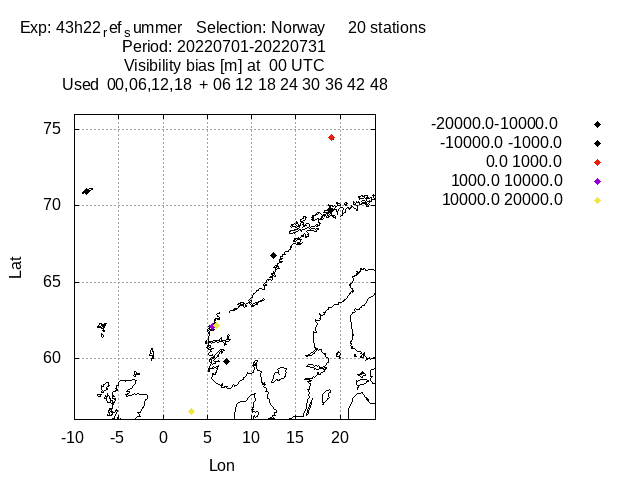 Exp: 43h22refsummer Selection: Norway 20 stations
Period: 20220701-20220731
Visibility bias [m] at 00 UTC
Used 00,06,12,18 + 06 12 18 24 30 36 42 48
-20000.0-10000.0
-10000.0 -1000.0
0.0 1000.0
1000.0 10000.0
10000.0 20000.0
75
70
65
60
Lat
-10 -5 0 5 10 15 20
Lon